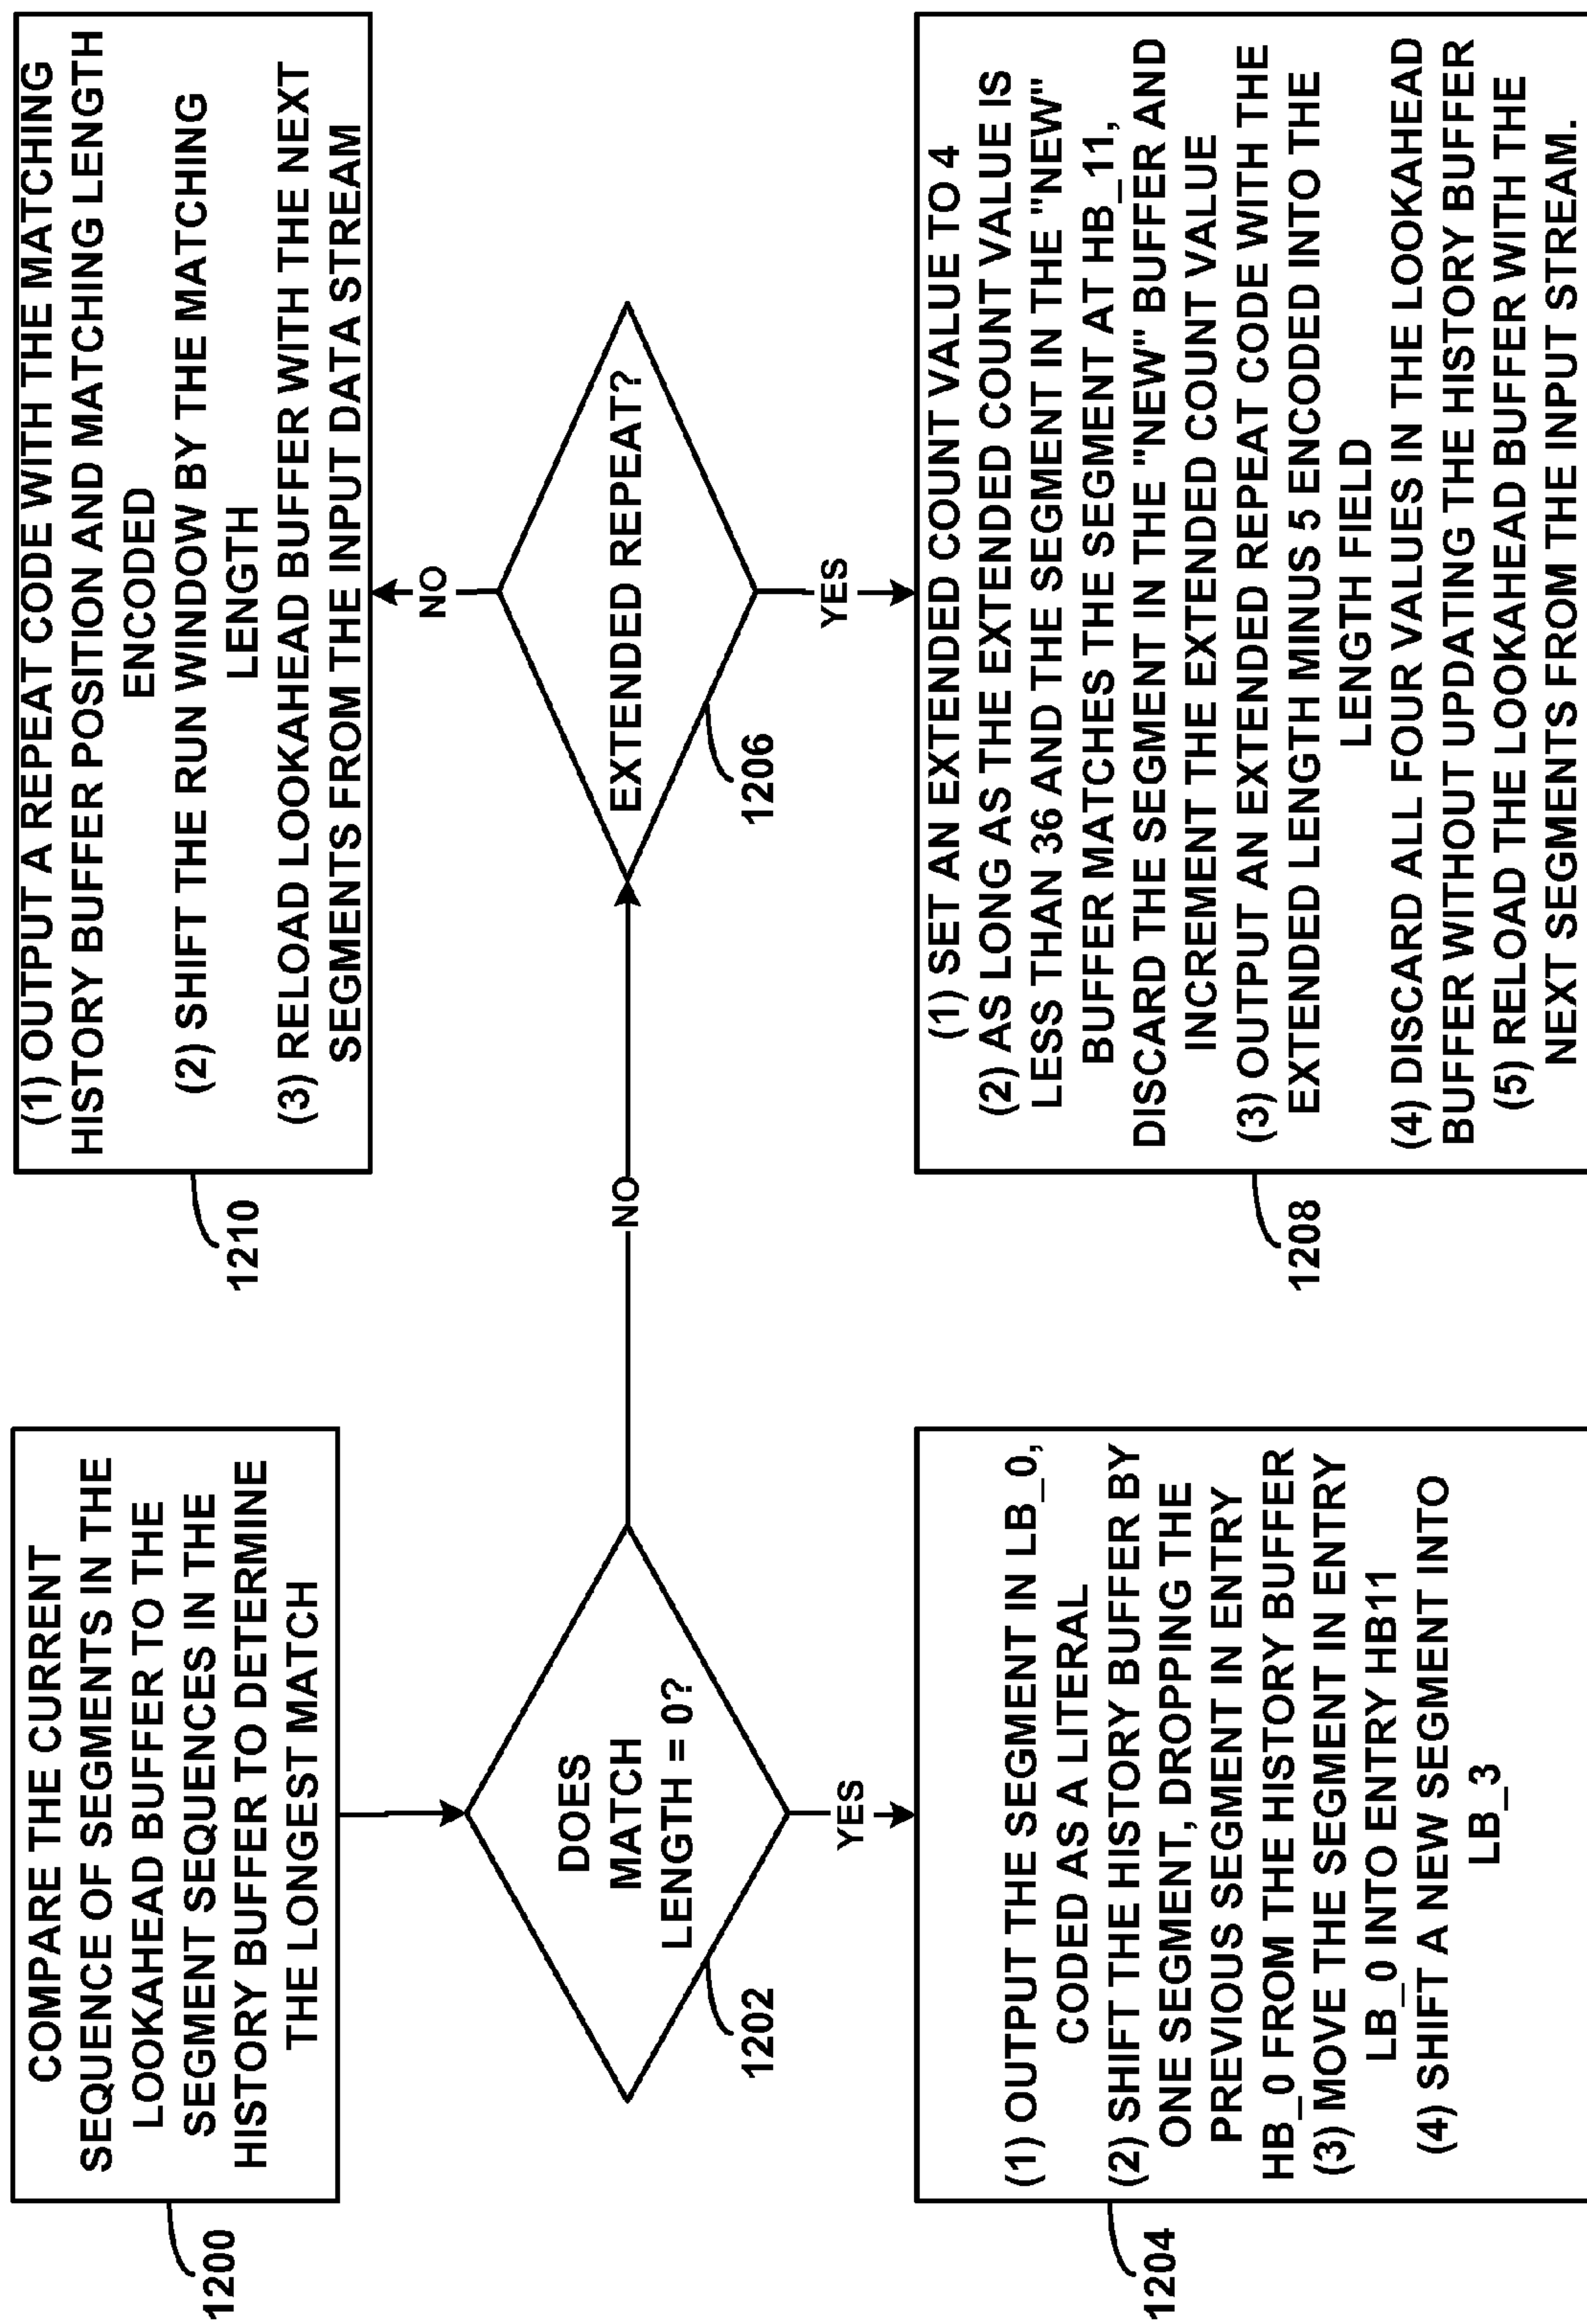 COMPARE THE CURRENT
SEQUENCE OF SEGMENTS IN THE
LOOKAHEAD BUFFER TO THE
SEGMENT SEQUENCES IN THE
HISTORY BUFFER TO DETERMINE
THE LONGEST MATCH
1200
DOES
MATCH
LENGTH = 0?
1202
YES
NO
(1) OUTPUT THE SEGMENT IN LB_0,
CODED AS A LITERAL
(2) SHIFT THE HISTORY BUFFER BY
ONE SEGMENT, DROPPING THE
PREVIOUS SEGMENT IN ENTRY
HB_0 FROM THE HISTORY BUFFER
(3) MOVE THE SEGMENT IN ENTRY
LB_0 INTO ENTRY HB11
(4) SHIFT A NEW SEGMENT INTO
LB_3
1204
EXTENDED REPEAT?
1206
NO
YES
(1) OUTPUT A REPEAT CODE WITH THE MATCHING
HISTORY BUFFER POSITION AND MATCHING LENGTH
ENCODED
(2) SHIFT THE RUN WINDOW BY THE MATCHING
LENGTH
(3) RELOAD LOOKAHEAD BUFFER WITH THE NEXT
SEGMENTS FROM THE INPUT DATA STREAM
1210
(1) SET AN EXTENDED COUNT VALUE TO 4
(2) AS LONG AS THE EXTENDED COUNT VALUE IS
LESS THAN 36 AND THE SEGMENT IN THE "NEW"
BUFFER MATCHES THE SEGMENT AT HB_11,
DISCARD THE SEGMENT IN THE "NEW" BUFFER AND
INCREMENT THE EXTENDED COUNT VALUE
(3) OUTPUT AN EXTENDED REPEAT CODE WITH THE
EXTENDED LENGTH MINUS 5 ENCODED INTO THE
LENGTH FIELD
(4) DISCARD ALL FOUR VALUES IN THE LOOKAHEAD
BUFFER WITHOUT UPDATING THE HISTORY BUFFER
(5) RELOAD THE LOOKAHEAD BUFFER WITH THE
NEXT SEGMENTS FROM THE INPUT STREAM.
1208